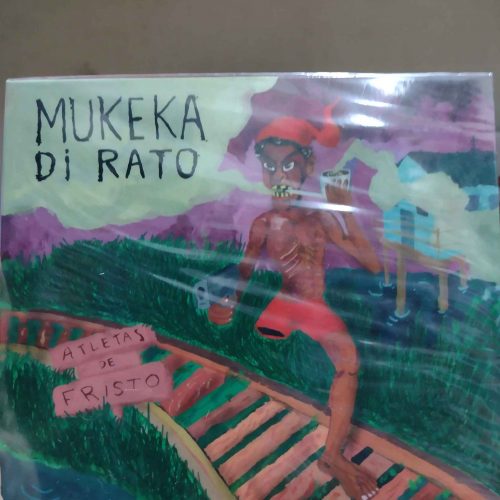 MUKEKA
Di RATO
ATLETAS
DE
FRISTO